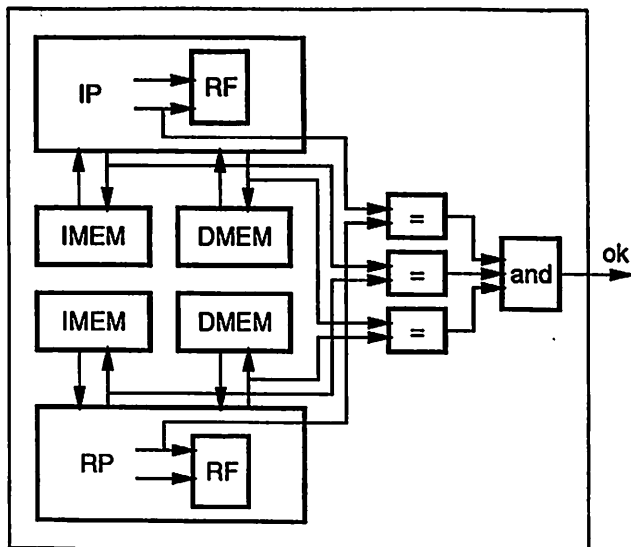 IP
RF
IMEM
DMEM
IMEM
DMEM
RP
RF
=
=
=
and
ok